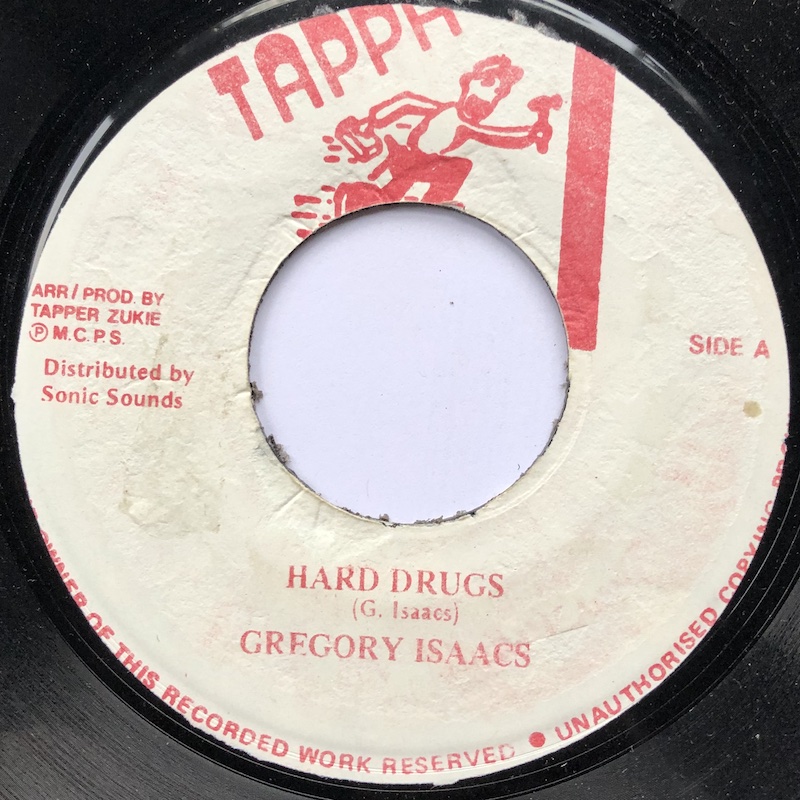 TAPPA
ARR/ PROD. BY
TAPPER ZUKIE
Ⓟ M.C.P.S.
Distributed by
Sonic Sounds
SIDE A
HARD DRUGS
(G. Isaacs)
GREGORY ISAACS
OWNER OF THIS RECORDED WORK RESERVED ● UNAUTHORISED COPYING